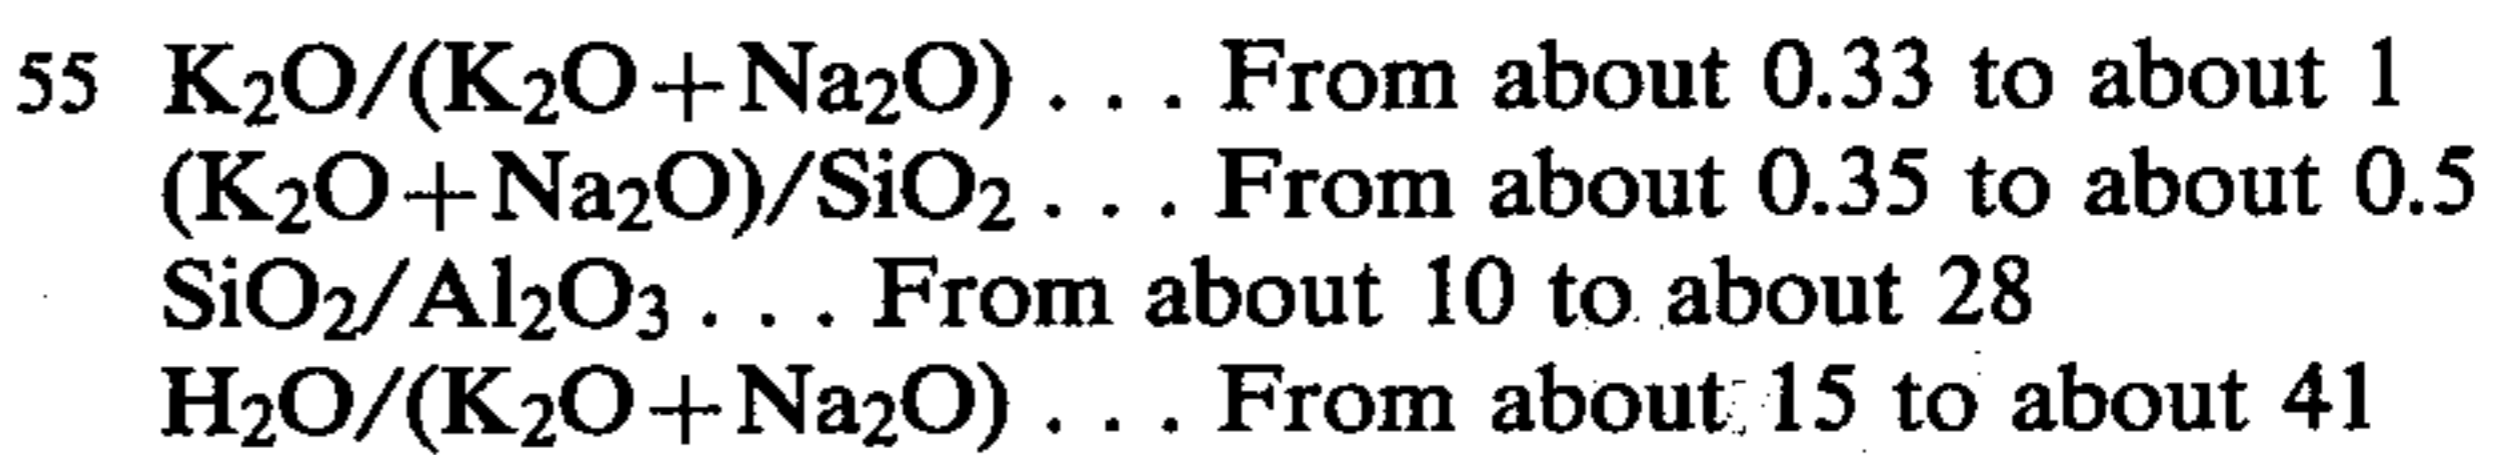 55 K₂O/(K₂O+Na₂O) . . . From about 0.33 to about 1
(K₂O+Na₂O)/SiO₂ . . . From about 0.35 to about 0.5
SiO₂/Al₂O₃ . . . From about 10 to about 28
H₂O/(K₂O+Na₂O) . . . From about 15 to about 41